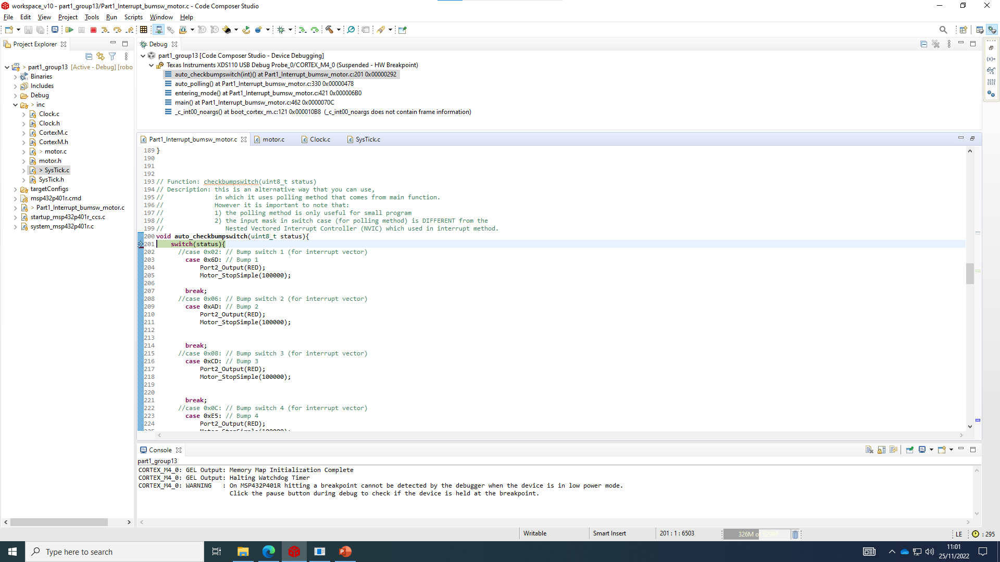 workspace_v10 - part1_group13/Part1_Interrupt_bumsw_motor.c - Code Composer Studio
File Edit View Project Tools Run Scripts Window Help
Project Explorer
part1_group13 [Active - Debug] [robo
Binaries
Includes
Debug
> inc
Clock.c
Clock.h
CortexM.c
CortexM.h
> motor.c
motor.h
> SysTick.c
SysTick.h
targetConfigs
msp432p401r.cmd
> Part1_Interrupt_bumsw_motor.c
startup_msp432p401r_ccs.c
system_msp432p401r.c
Debug
part1_group13 [Code Composer Studio - Device Debugging]
Texas Instruments XDS110 USB Debug Probe_0/CORTEX_M4_0 (Suspended - HW Breakpoint)
auto_checkbumpswitch(int)() at Part1_Interrupt_bumsw_motor.c:201 0x00000292
auto_polling() at Part1_Interrupt_bumsw_motor.c:330 0x00000478
entering_mode() at Part1_Interrupt_bumsw_motor.c:421 0x000006B0
main() at Part1_Interrupt_bumsw_motor.c:462 0x0000070C
_c_int00_noargs() at boot_cortex_m.c:121 0x000010B8 (_c_int00_noargs does not contain frame information)
Part1_Interrupt_bumsw_motor.c motor.c Clock.c SysTick.c
189 }
190
191
192
193 // Function: checkbumpswitch(uint8_t status)
194 // Description: this is an alternative way that you can use,
195 // in which it uses polling method that comes from main function.
196 // However it is important to note that:
197 // 1) the polling method is only useful for small program
198 // 2) the input mask in switch case (for polling method) is DIFFERENT from the
199 // Nested Vectored Interrupt Controller (NVIC) which used in interrupt method.
200 void auto_checkbumpswitch(uint8_t status){
201 switch(status){
202 //case 0x02: // Bump switch 1 (for interrupt vector)
203 case 0x6D: // Bump 1
204 Port2_Output(RED);
205 Motor_StopSimple(100000);
206
207 break;
208 //case 0x06: // Bump switch 2 (for interrupt vector)
209 case 0xAD: // Bump 2
210 Port2_Output(RED);
211 Motor_StopSimple(100000);
212
213
214 break;
215 //case 0x08: // Bump switch 3 (for interrupt vector)
216 case 0xCD: // Bump 3
217 Port2_Output(RED);
218 Motor_StopSimple(100000);
219
220
221 break;
222 //case 0x0C: // Bump switch 4 (for interrupt vector)
223 case 0xE5: // Bump 4
224 Port2_Output(RED);
Console
part1_group13
CORTEX_M4_0: GEL Output: Memory Map Initialization Complete
CORTEX_M4_0: GEL Output: Halting Watchdog Timer
CORTEX_M4_0: WARNING : On MSP432P401R hitting a breakpoint cannot be detected by the debugger when the device is in low power mode.
Click the pause button during debug to check if the device is held at the breakpoint.
Writable Smart Insert 201 : 1 : 6503 326M of 629M LE : 295
Type here to search
11:01
25/11/2022